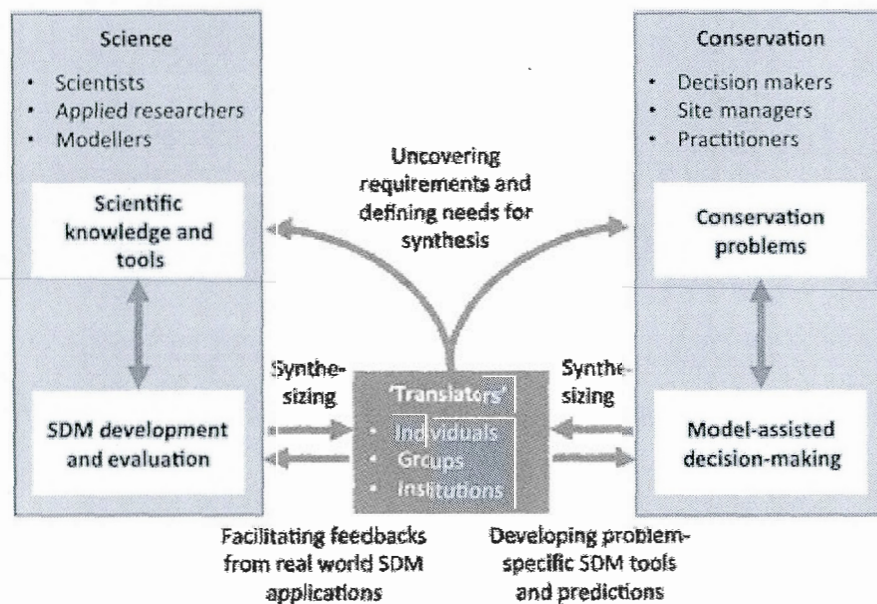 Science
• Scientists
• Applied researchers
• Modellers
Scientific
knowledge and
tools
SDM development
and evaluation
Uncovering
requirements and
defining needs for
synthesis
Synthe-
sizing
'Translators'
• Individuals
• Groups
• Institutions
Synthe-
sizing
Facilitating feedbacks
from real world SDM
applications
Developing problem-
specific SDM tools
and predictions
Conservation
• Decision makers
• Site managers
• Practitioners
Conservation
problems
Model-assisted
decision-making